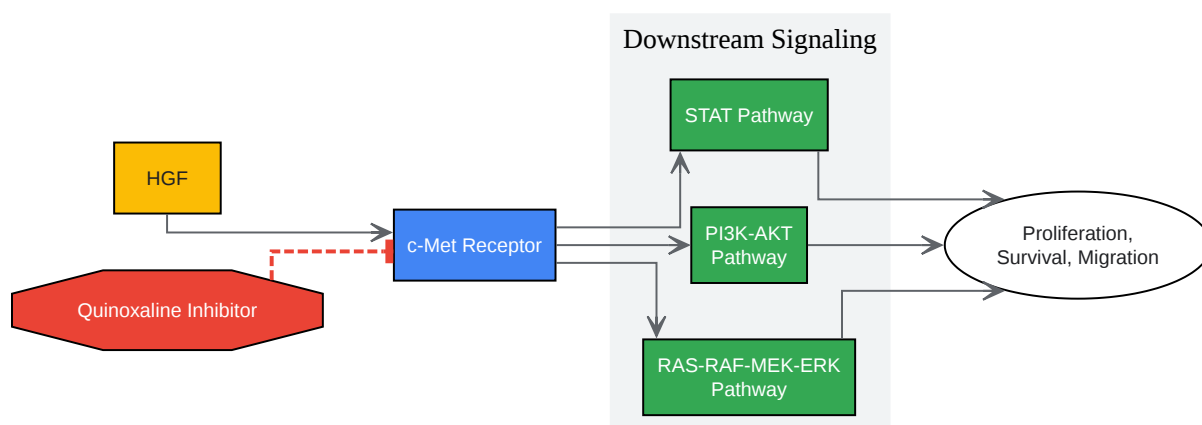 Downstream Signaling
STAT Pathway
HGF
c-Met Receptor
PI3K-AKT
Pathway
Proliferation,
Survival, Migration
Quinoxaline Inhibitor
RAS-RAF-MEK-ERK
Pathway